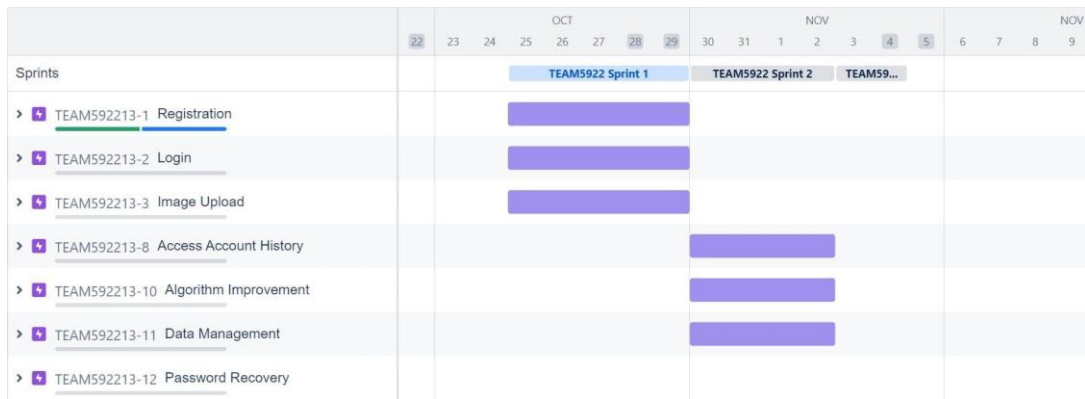 OCT NOV NOV
22 23 24 25 26 27 28 29 30 31 1 2 3 4 5 6 7 8 9
Sprints TEAM5922 Sprint 1 TEAM5922 Sprint 2 TEAM59...
TEAM592213-1 Registration
TEAM592213-2 Login
TEAM592213-3 Image Upload
TEAM592213-8 Access Account History
TEAM592213-10 Algorithm Improvement
TEAM592213-11 Data Management
TEAM592213-12 Password Recovery